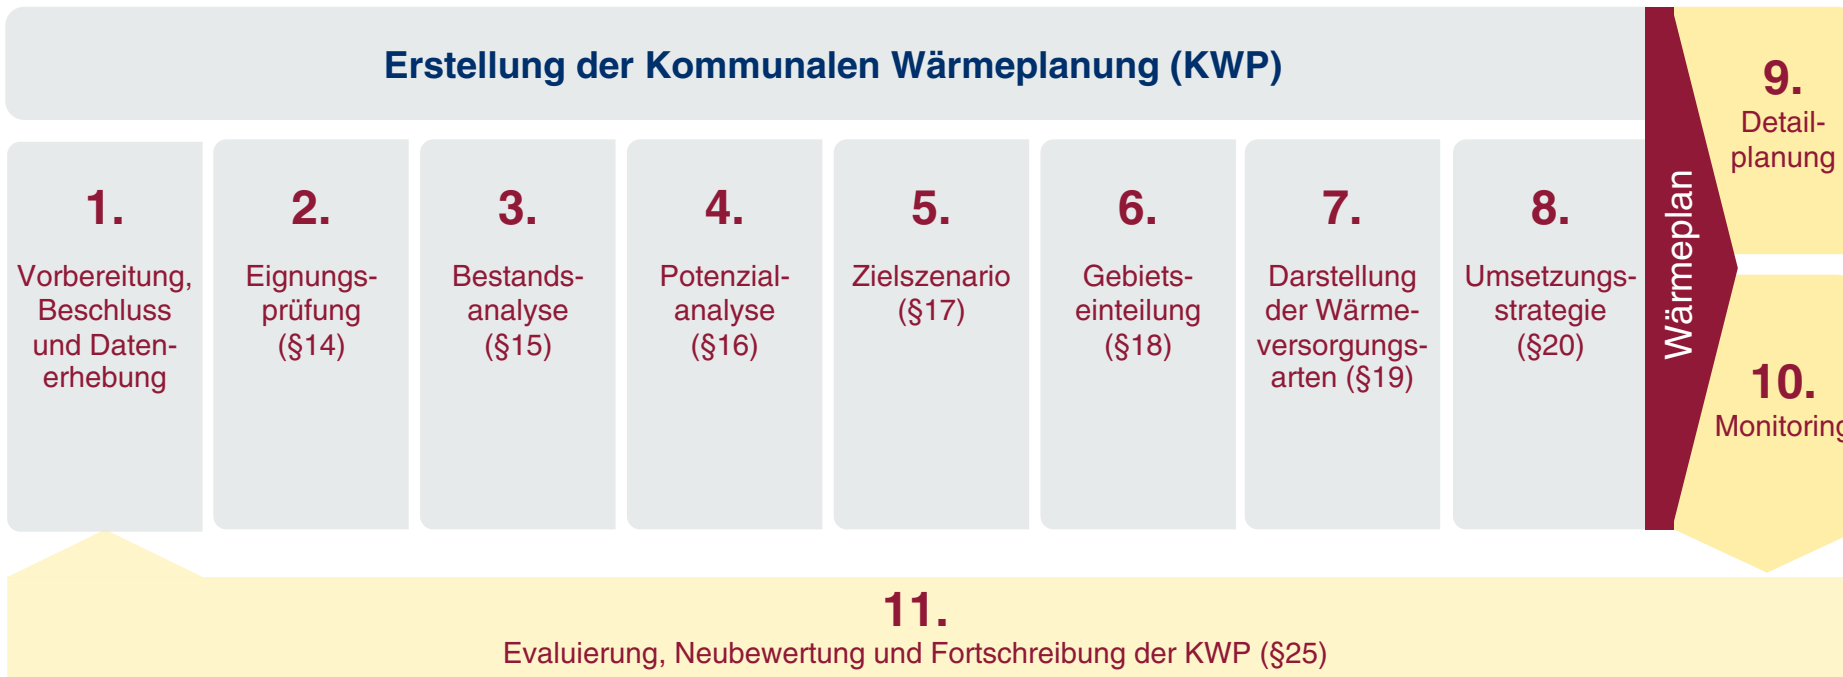 Erstellung der Kommunalen Wärmeplanung (KWP)
1.
Vorbereitung,
Beschluss
und Daten-
erhebung
2.
Eignungs-
prüfung
(§14)
3.
Bestands-
analyse
(§15)
4.
Potenzial-
analyse
(§16)
5.
Zielszenario
(§17)
6.
Gebiets-
einteilung
(§18)
7.
Darstellung
der Wärme-
versorgungs-
arten (§19)
8.
Umsetzungs-
strategie
(§20)
Wärmeplan
9.
Detail-
planung
10.
Monitoring
11.
Evaluierung, Neubewertung und Fortschreibung der KWP (§25)